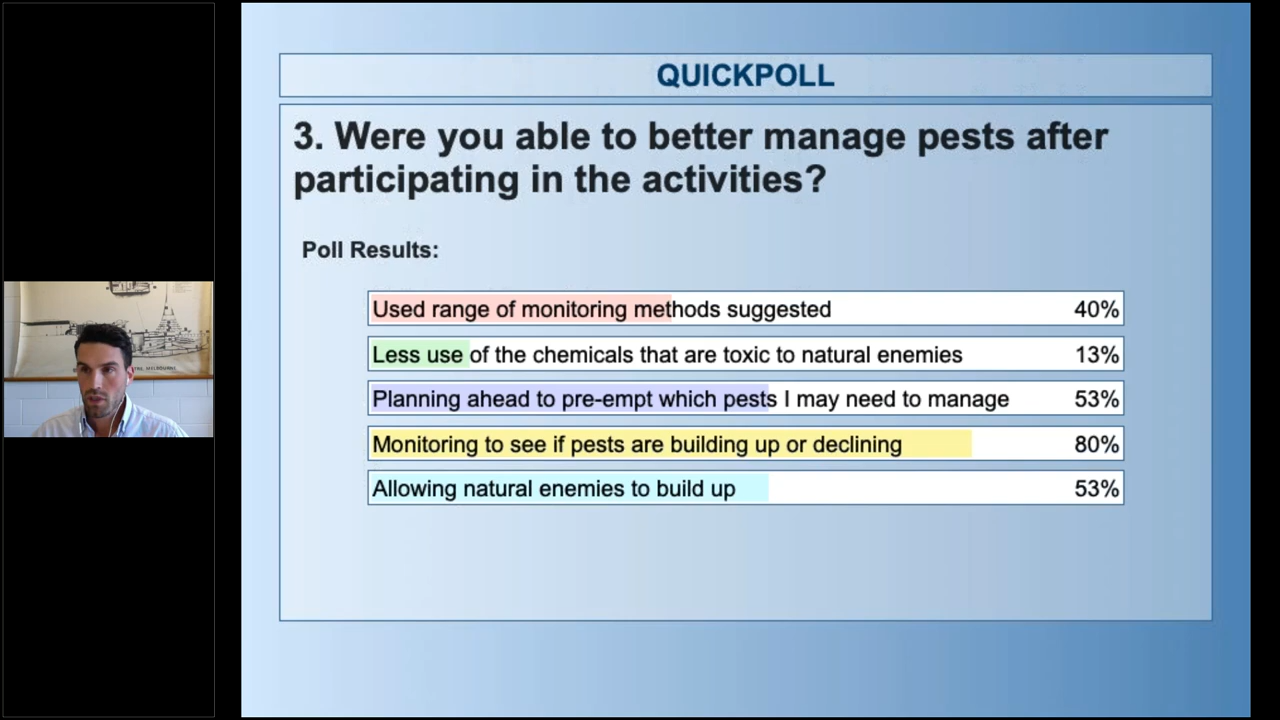 QUICKPOLL
3. Were you able to better manage pests after
participating in the activities?
Poll Results:
Used range of monitoring methods suggested 40%
Less use of the chemicals that are toxic to natural enemies 13%
Planning ahead to pre-empt which pests I may need to manage 53%
Monitoring to see if pests are building up or declining 80%
Allowing natural enemies to build up 53%